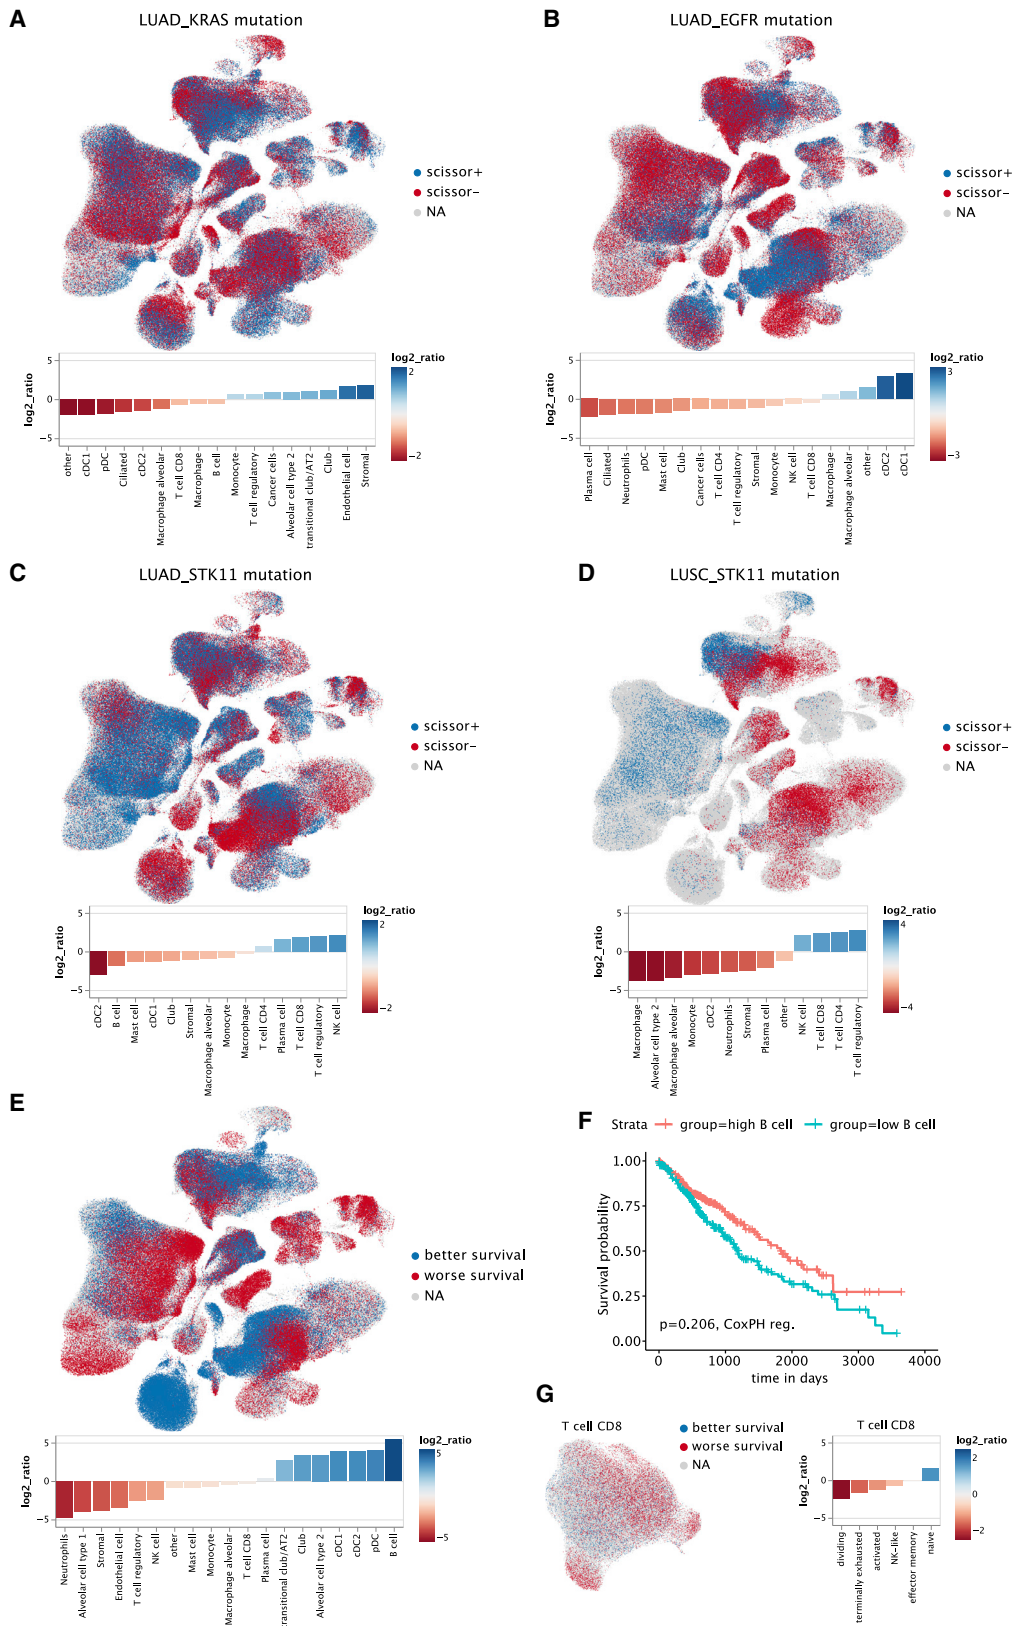 A
LUAD_KRAS mutation
scissor+
scissor−
NA
log2_ratio
5
0
−5
log2_ratio
2
−2
other
cDC1
pDC
Ciliated
cDC2
Macrophage alveolar
T cell CD8
Macrophage
B cell
Monocyte
T cell regulatory
Cancer cells
Alveolar cell type 2
transitional club/AT2
Club
Endothelial cell
Stromal
B
LUAD_EGFR mutation
scissor+
scissor−
NA
log2_ratio
5
0
−5
log2_ratio
3
−3
Plasma cell
Ciliated
Neutrophils
pDC
Mast cell
Club
Cancer cells
T cell CD4
T cell regulatory
Stromal
Monocyte
NK cell
T cell CD8
Macrophage
Macrophage alveolar
other
cDC2
cDC1
C
LUAD_STK11 mutation
scissor+
scissor−
NA
log2_ratio
5
0
−5
log2_ratio
2
−2
cDC2
B cell
Mast cell
cDC1
Club
Stromal
Macrophage alveolar
Monocyte
Macrophage
T cell CD4
Plasma cell
T cell CD8
T cell regulatory
NK cell
D
LUSC_STK11 mutation
scissor+
scissor−
NA
log2_ratio
5
0
−5
log2_ratio
4
−4
Macrophage
Alveolar cell type 2
Macrophage alveolar
Monocyte
cDC2
Neutrophils
Stromal
Plasma cell
other
NK cell
T cell CD8
T cell CD4
T cell regulatory
E
better survival
worse survival
NA
log2_ratio
5
0
−5
log2_ratio
5
−5
Neutrophils
Alveolar cell type 1
Stromal
Endothelial cell
T cell regulatory
NK cell
other
Mast cell
Monocyte
Macrophage alveolar
T cell CD8
Plasma cell
transitional club/AT2
Club
Alveolar cell type 2
cDC1
cDC2
pDC
B cell
F
Strata group=high B cell group=low B cell
Survival probability
1.00
0.75
0.50
0.25
0.00
p=0.206, CoxPH reg.
0 1000 2000 3000 4000
time in days
G
T cell CD8
better survival
worse survival
NA
T cell CD8
log2_ratio
5
0
−5
log2_ratio
2
0
−2
dividing
terminally exhausted
activated
NK-like
effector memory
naive